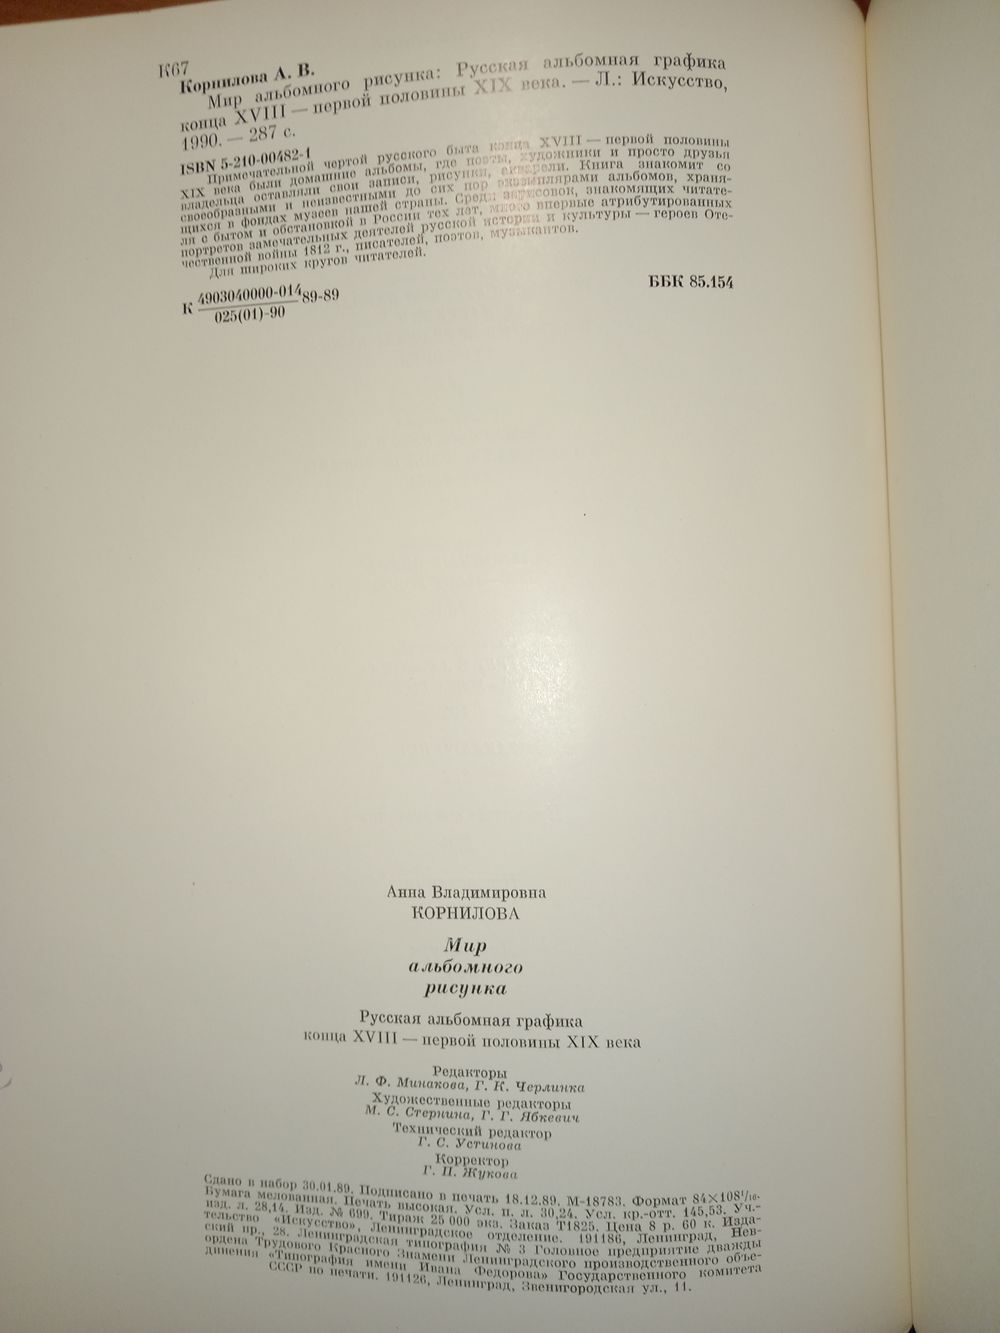 К67
Корнилова А. В.
Мир альбомного рисунка: Русская альбомная графика
конца XVIII — первой половины XIX века. — Л.: Искусство,
1990. — 287 с.
ISBN 5-210-00482-1
Примечательной чертой русского быта конца XVIII — первой половины
XIX века были домашние альбомы, где поэты, художники и просто друзья
владельца оставляли свои записи, рисунки, акварели. Книга знакомит со
своеобразными и неизвестными до сих пор экземплярами альбомов, храня-
щихся в фондах музеев нашей страны. Среди зарисовок, знакомящих читате-
ля с бытом и обстановкой в России тех лет, много впервые атрибутированных
портретов замечательных деятелей русской истории и культуры — героев Оте-
чественной войны 1812 г., писателей, поэтов, музыкантов.
Для широких кругов читателей.
К 4903040000-014 89-89
025(01)-90
ББК 85.154
Анна Владимировна
КОРНИЛОВА
Мир
альбомного
рисунка
Русская альбомная графика
конца XVIII — первой половины XIX века
Редакторы
Л. Ф. Минакова, Г. К. Черлинка
Художественные редакторы
М. С. Стернина, Г. Г. Ябкевич
Технический редактор
Г. С. Устинова
Корректор
Г. П. Жукова
Сдано в набор 30.01.89. Подписано в печать 18.12.89. М-18783. Формат 84×108¹/₁₆.
Бумага мелованная. Печать высокая. Усл. п. л. 30,24. Усл. кр.-отт. 145,53. Уч.-
изд. л. 28,14. Изд. № 699. Тираж 25 000 экз. Заказ Т1825. Цена 8 р. 60 к. Изда-
тельство «Искусство», Ленинградское отделение. 191186, Ленинград, Нев-
ский пр., 28. Ленинградская типография № 3 Головное предприятие дважды
ордена Трудового Красного Знамени Ленинградского производственного объе-
динения «Типография имени Ивана Федорова» Государственного комитета
СССР по печати. 191126, Ленинград, Звенигородская ул., 11.